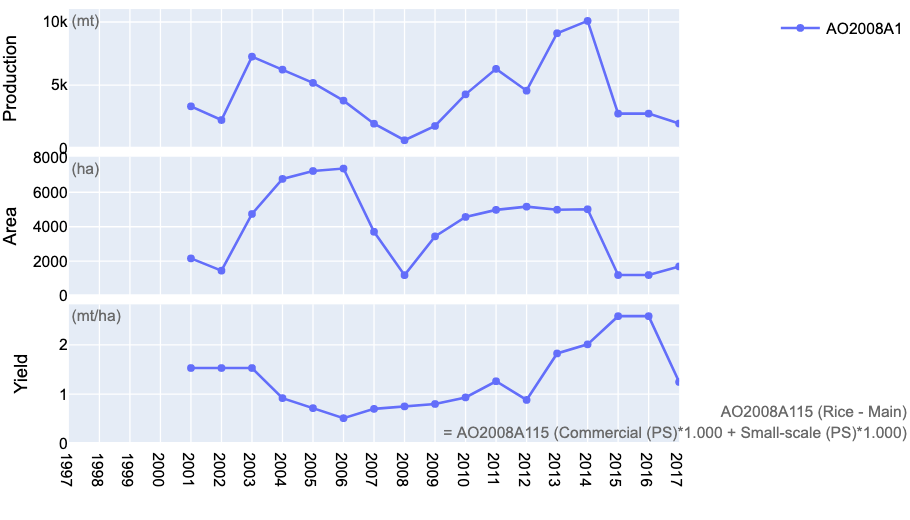 10k
(mt)
AO2008A1
Production
5k
0
8000
(ha)
6000
Area
4000
2000
0
(mt/ha)
2
Yield
1
0
AO2008A115 (Rice - Main)
= AO2008A115 (Commercial (PS)*1.000 + Small-scale (PS)*1.000)
1997
1998
1999
2000
2001
2002
2003
2004
2005
2006
2007
2008
2009
2010
2011
2012
2013
2014
2015
2016
2017